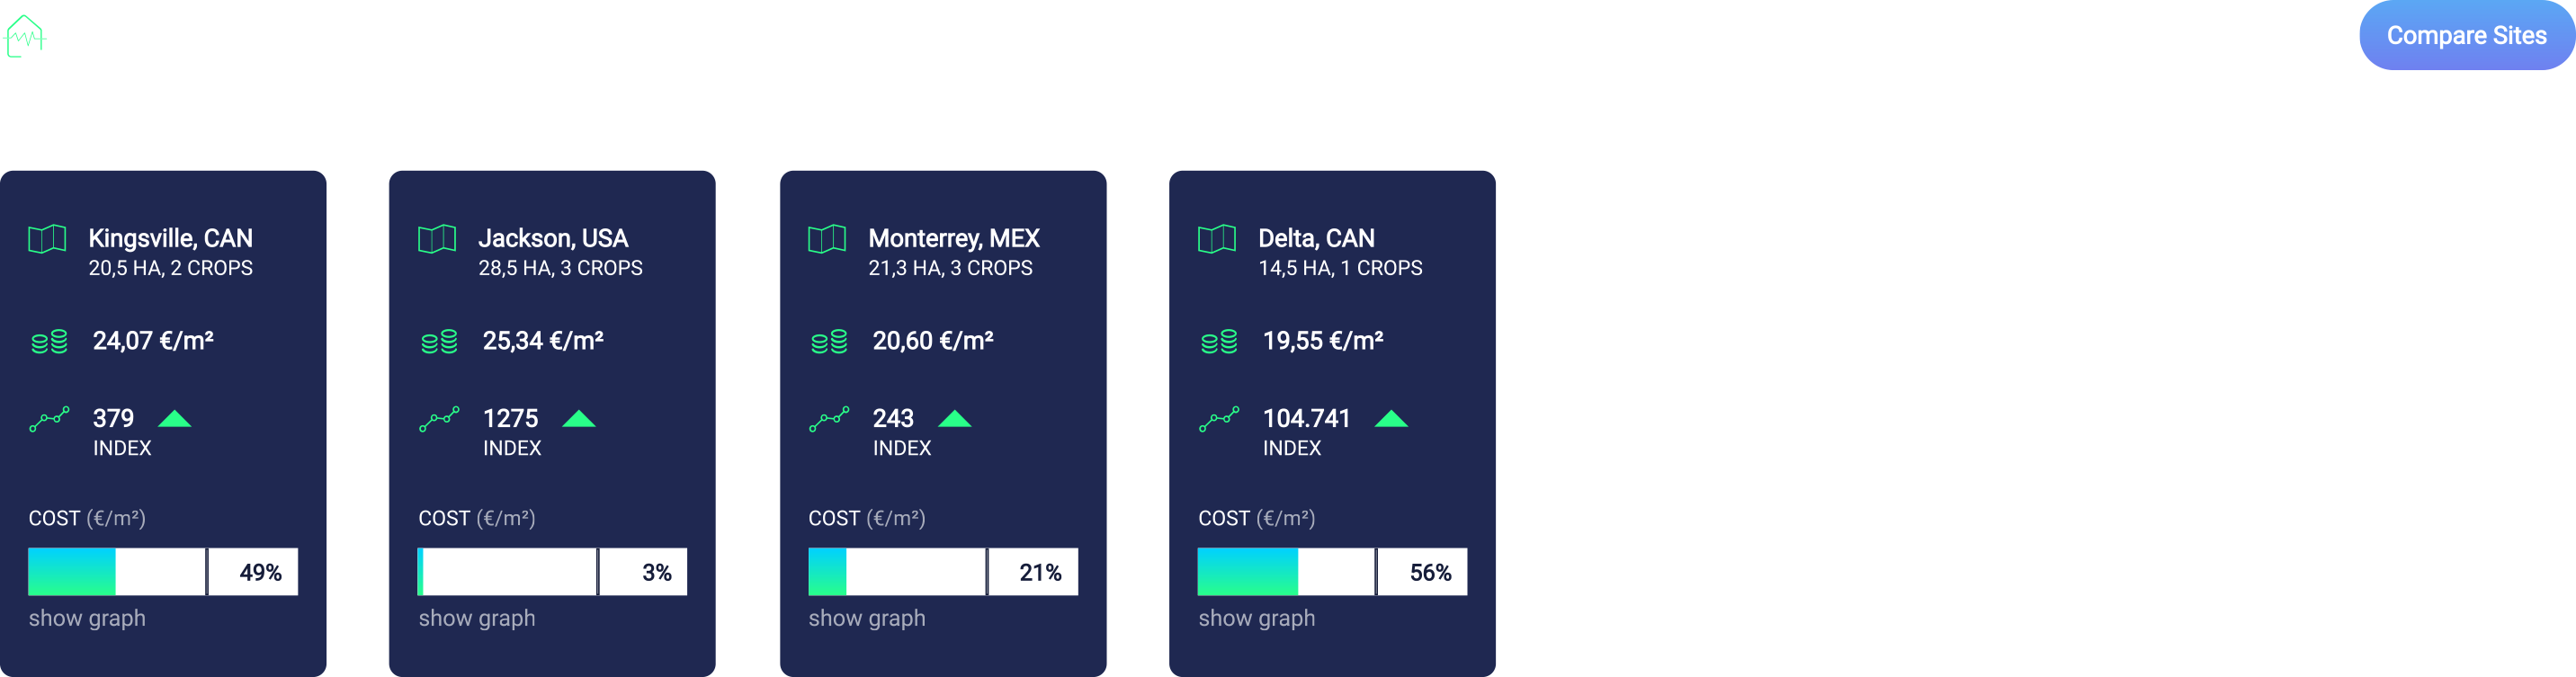 Compare Sites
Kingsville, CAN
20,5 HA, 2 CROPS
24,07 €/m²
379
INDEX
COST (€/m²)
49%
show graph
Jackson, USA
28,5 HA, 3 CROPS
25,34 €/m²
1275
INDEX
COST (€/m²)
3%
show graph
Monterrey, MEX
21,3 HA, 3 CROPS
20,60 €/m²
243
INDEX
COST (€/m²)
21%
show graph
Delta, CAN
14,5 HA, 1 CROPS
19,55 €/m²
104.741
INDEX
COST (€/m²)
56%
show graph